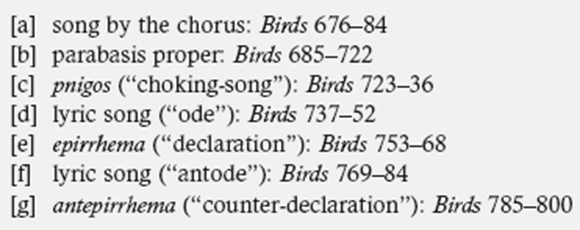 [a] song by the chorus: Birds 676–84
[b] parabasis proper: Birds 685–722
[c] pnigos (“choking-song”): Birds 723–36
[d] lyric song (“ode”): Birds 737–52
[e] epirrhema (“declaration”): Birds 753–68
[f] lyric song (“antode”): Birds 769–84
[g] antepirrhema (“counter-declaration”): Birds 785–800